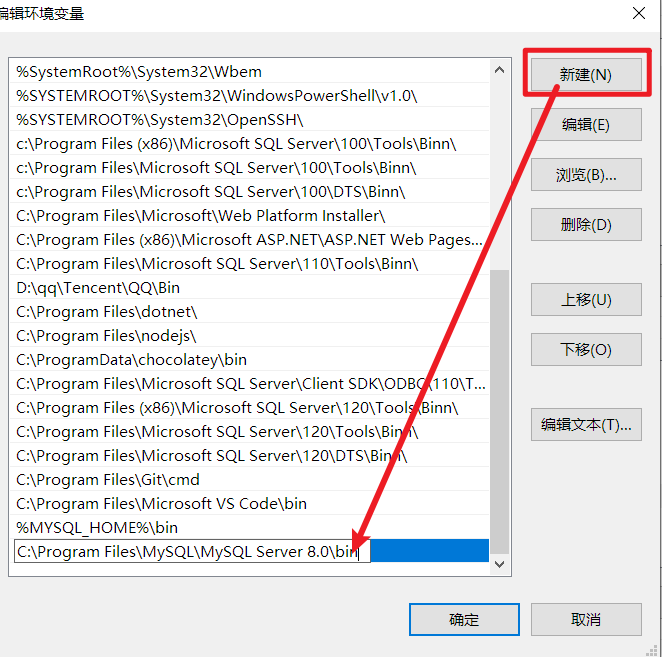 编辑环境变量
%SystemRoot%\System32\Wbem
%SYSTEMROOT%\System32\WindowsPowerShell\v1.0\
%SYSTEMROOT%\System32\OpenSSH\
c:\Program Files (x86)\Microsoft SQL Server\100\Tools\Binn\
c:\Program Files\Microsoft SQL Server\100\Tools\Binn\
c:\Program Files\Microsoft SQL Server\100\DTS\Binn\
C:\Program Files\Microsoft\Web Platform Installer\
C:\Program Files (x86)\Microsoft ASP.NET\ASP.NET Web Pages...
C:\Program Files\Microsoft SQL Server\110\Tools\Binn\
D:\qq\Tencent\QQ\Bin
C:\Program Files\dotnet\
C:\Program Files\nodejs\
C:\ProgramData\chocolatey\bin
C:\Program Files\Microsoft SQL Server\Client SDK\ODBC\110\T...
C:\Program Files (x86)\Microsoft SQL Server\120\Tools\Binn\
C:\Program Files\Microsoft SQL Server\120\Tools\Binn\
C:\Program Files\Microsoft SQL Server\120\DTS\Binn\
C:\Program Files\Git\cmd
C:\Program Files\Microsoft VS Code\bin
%MYSQL_HOME%\bin
C:\Program Files\MySQL\MySQL Server 8.0\bin
新建(N)
编辑(E)
浏览(B)...
删除(D)
上移(U)
下移(O)
编辑文本(T)...
确定
取消